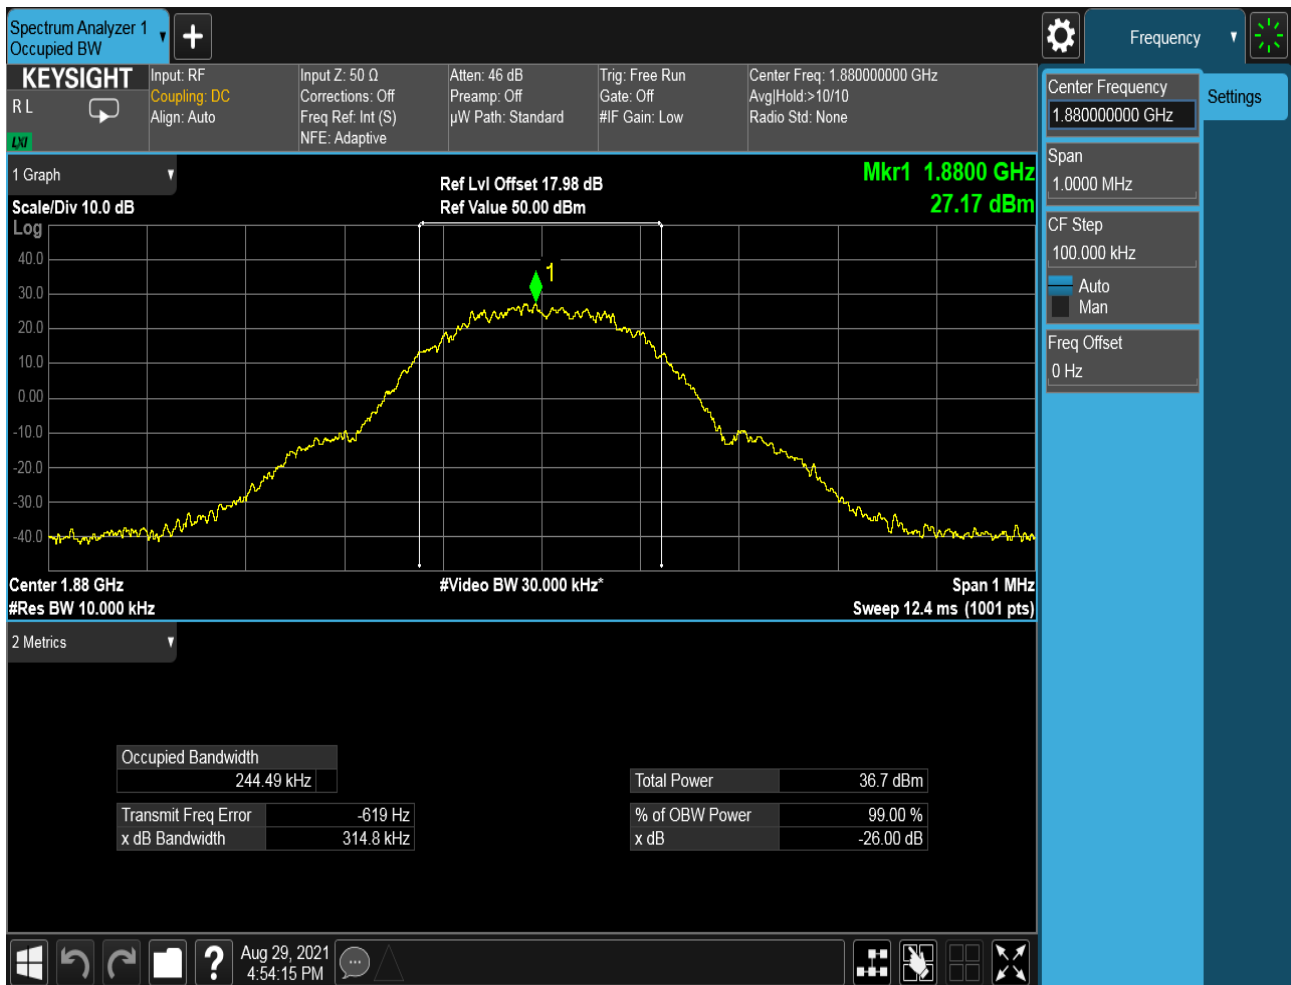 Spectrum Analyzer 1
Occupied BW
Frequency
KEYSIGHT
R L
LXI
Input: RF
Coupling: DC
Align: Auto
Input Z: 50 Ω
Corrections: Off
Freq Ref: Int (S)
NFE: Adaptive
Atten: 46 dB
Preamp: Off
µW Path: Standard
Trig: Free Run
Gate: Off
#IF Gain: Low
Center Freq: 1.880000000 GHz
Avg|Hold:>10/10
Radio Std: None
Center Frequency
1.880000000 GHz
Settings
Span
1.0000 MHz
CF Step
100.000 kHz
Auto
Man
Freq Offset
0 Hz
1 Graph
Scale/Div 10.0 dB
Log
Ref Lvl Offset 17.98 dB
Ref Value 50.00 dBm
Mkr1 1.8800 GHz
27.17 dBm
1
40.0
30.0
20.0
10.0
0.00
-10.0
-20.0
-30.0
-40.0
Center 1.88 GHz
#Video BW 30.000 kHz*
Span 1 MHz
#Res BW 10.000 kHz
Sweep 12.4 ms (1001 pts)
2 Metrics
Occupied Bandwidth
244.49 kHz
Total Power 36.7 dBm
Transmit Freq Error -619 Hz
% of OBW Power 99.00 %
x dB Bandwidth 314.8 kHz
x dB -26.00 dB
?
Aug 29, 2021
4:54:15 PM